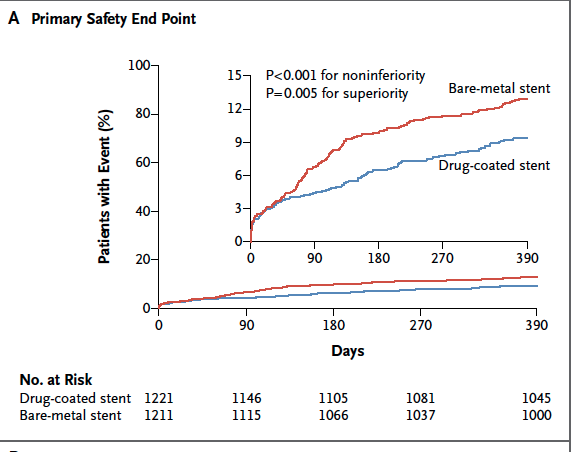 A Primary Safety End Point
Patients with Event (%)
100
80
60
40
20
0
15
12
9
6
3
0
P<0.001 for noninferiority
P=0.005 for superiority
Bare-metal stent
Drug-coated stent
0 90 180 270 390
0 90 180 270 390
Days
No. at Risk
Drug-coated stent 1221 1146 1105 1081 1045
Bare-metal stent 1211 1115 1066 1037 1000